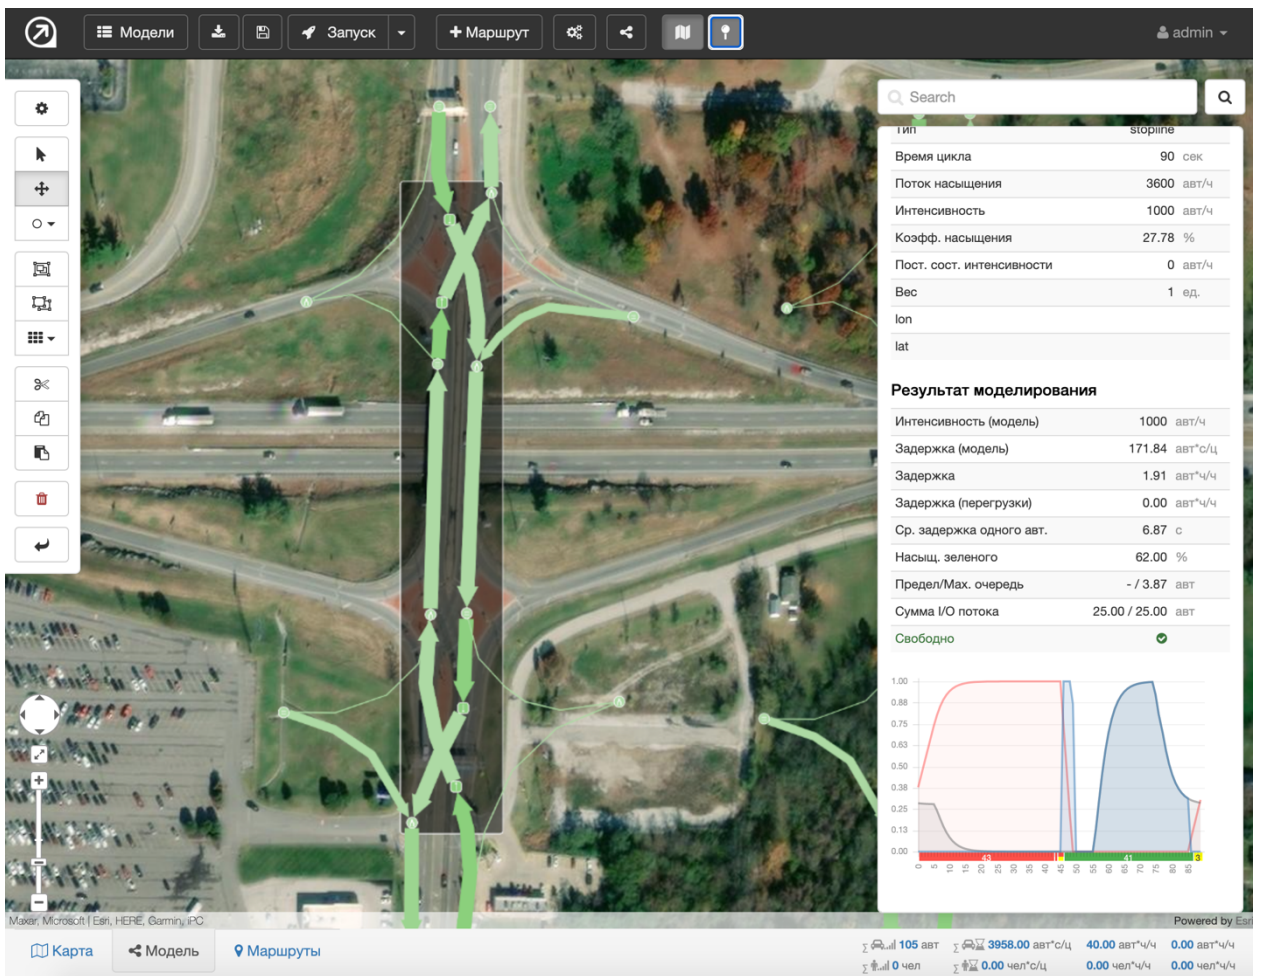 Модели
Запуск
+ Маршрут
admin
Search
Тип stopline
Время цикла 90 сек
Поток насыщения 3600 авт/ч
Интенсивность 1000 авт/ч
Коэфф. насыщения 27.78 %
Пост. сост. интенсивности 0 авт/ч
Вес 1 ед.
lon
lat
Результат моделирования
Интенсивность (модель) 1000 авт/ч
Задержка (модель) 171.84 авт*с/ц
Задержка 1.91 авт*ч/ч
Задержка (перегрузки) 0.00 авт*ч/ч
Ср. задержка одного авт. 6.87 с
Насыщ. зеленого 62.00 %
Предел/Мах. очередь - / 3.87 авт
Сумма I/O потока 25.00 / 25.00 авт
Свободно
1.00
0.88
0.75
0.63
0.50
0.38
0.25
0.13
0.00
43 41 3
0 5 10 15 20 25 30 35 40 45 50 55 60 65 70 75 80 85
Maxar, Microsoft | Esri, HERE, Garmin, iPC
Powered by Esri
Карта
Модель
Маршруты
Σ 105 авт Σ 3958.00 авт*с/ц 40.00 авт*ч/ч 0.00 авт*ч/ч
Σ 0 чел Σ 0.00 чел*с/ц 0.00 чел*ч/ч 0.00 чел*ч/ч